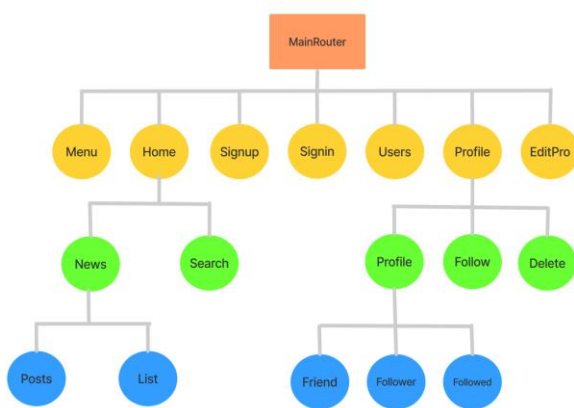 MainRouter
Menu
Home
Signup
Signin
Users
Profile
EditPro
News
Search
Profile
Follow
Delete
Posts
List
Friend
Follower
Followed